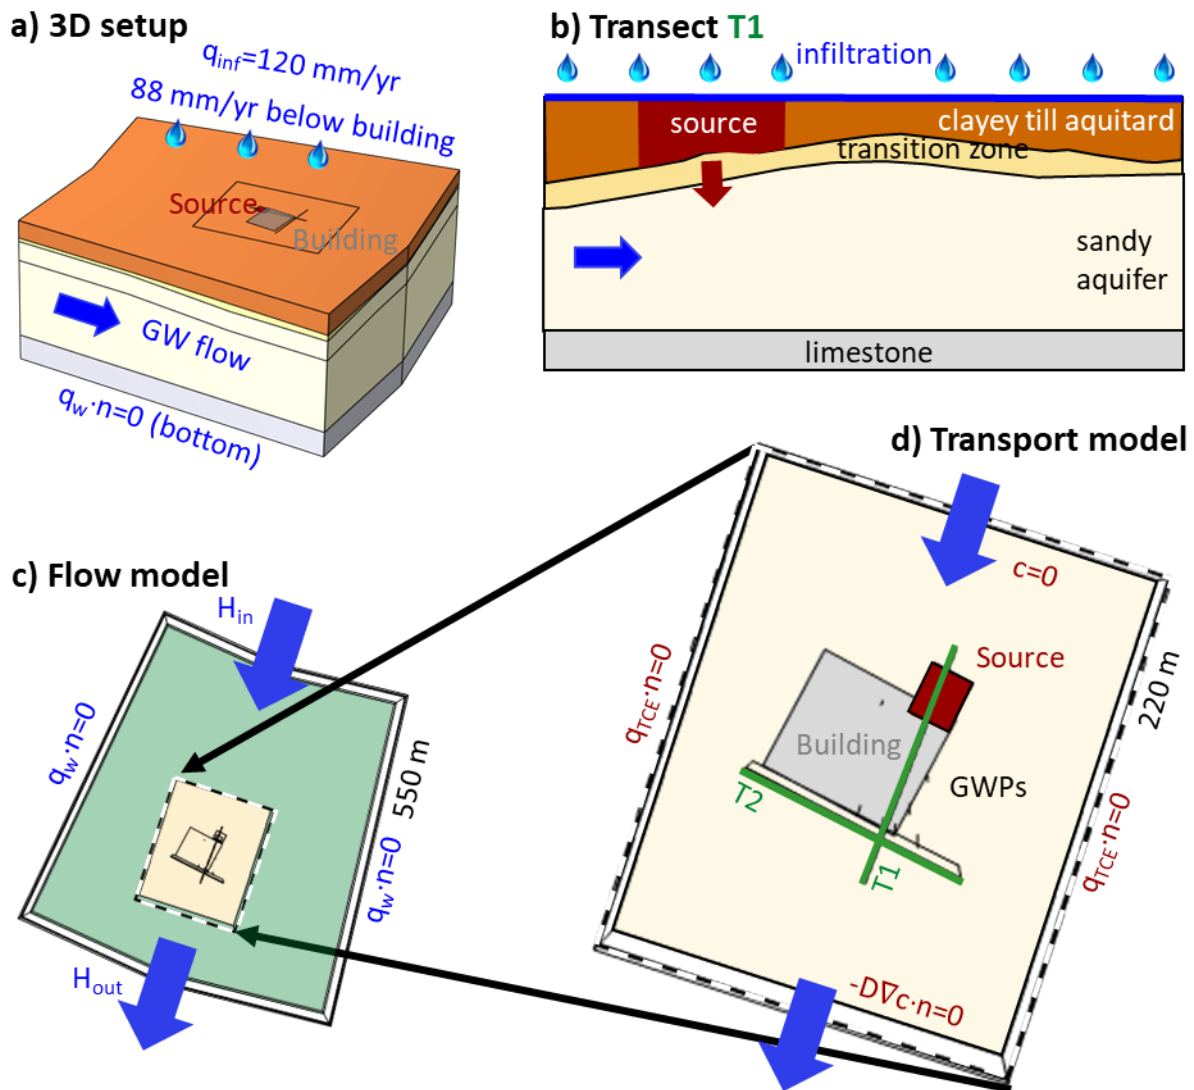 a) 3D setup
q_inf=120 mm/yr
88 mm/yr below building
Source
Building
GW flow
q_w·n=0 (bottom)
b) Transect T1
infiltration
source
clayey till aquitard
transition zone
sandy
aquifer
limestone
c) Flow model
H_in
q_w·n=0
550 m
q_w·n=0
H_out
d) Transport model
c=0
Source
q_TCE·n=0
220 m
Building
GWPs
T2
T1
q_TCE·n=0
-D∇c·n=0